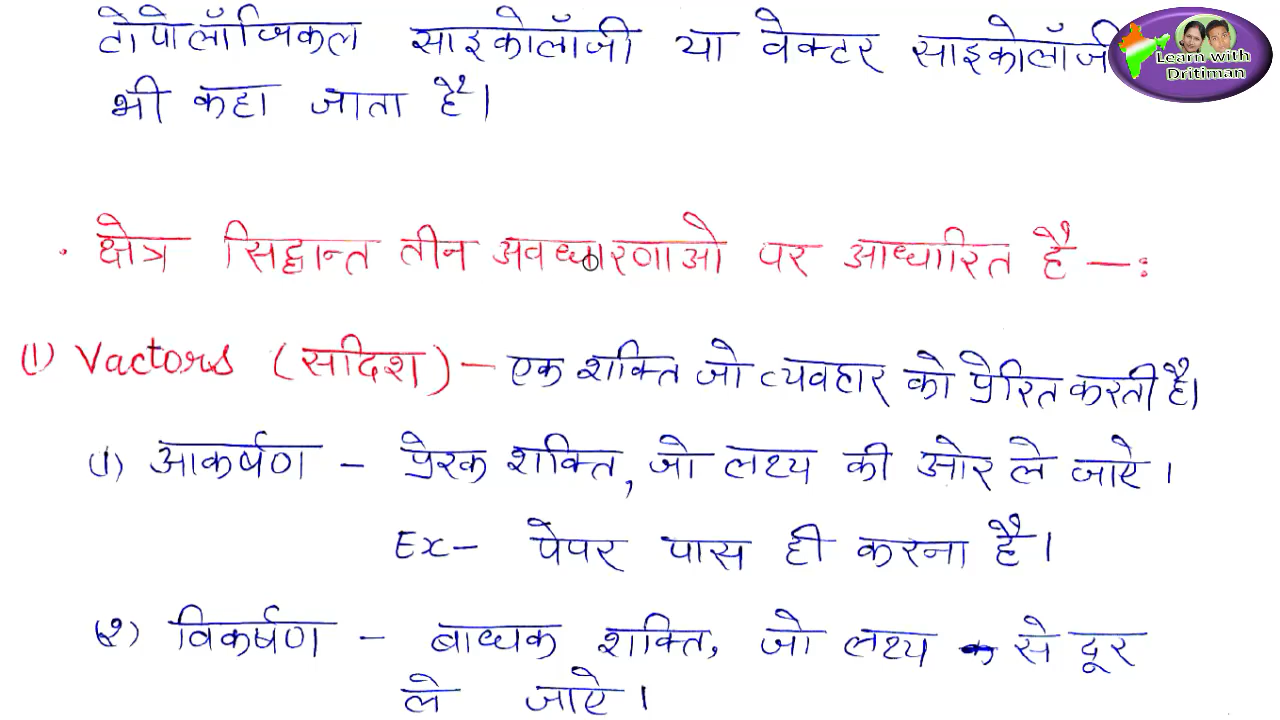 टोपोलॉजिकल साइकोलॉजी या वेक्टर साइकोलॉजी
Learn with
Dritiman
भी कहा जाता है।
· क्षेत्र सिद्धान्त तीन अवधारणाओ पर आधारित है —:
(1) Vactors (सदिश) – एक शक्ति जो व्यवहार को प्रेरित करती है।
(1) आकर्षण – प्रेरक शक्ति, जो लक्ष्य की ओर ले जाऐ।
Ex– पेपर पास ही करना है।
(२) विकर्षण – बाधक शक्ति, जो लक्ष्य से दूर
ले जाऐ।